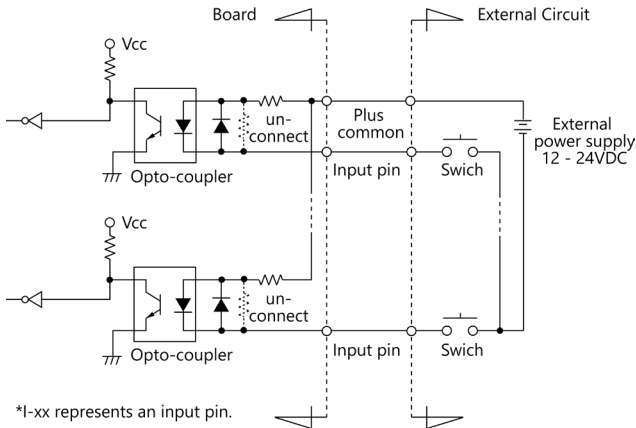 Board
External Circuit
Vcc
un-
connect
Plus
common
External
power supply
12 - 24VDC
Opto-coupler
Input pin
Swich
Vcc
un-
connect
Opto-coupler
Input pin
Swich
*I-xx represents an input pin.